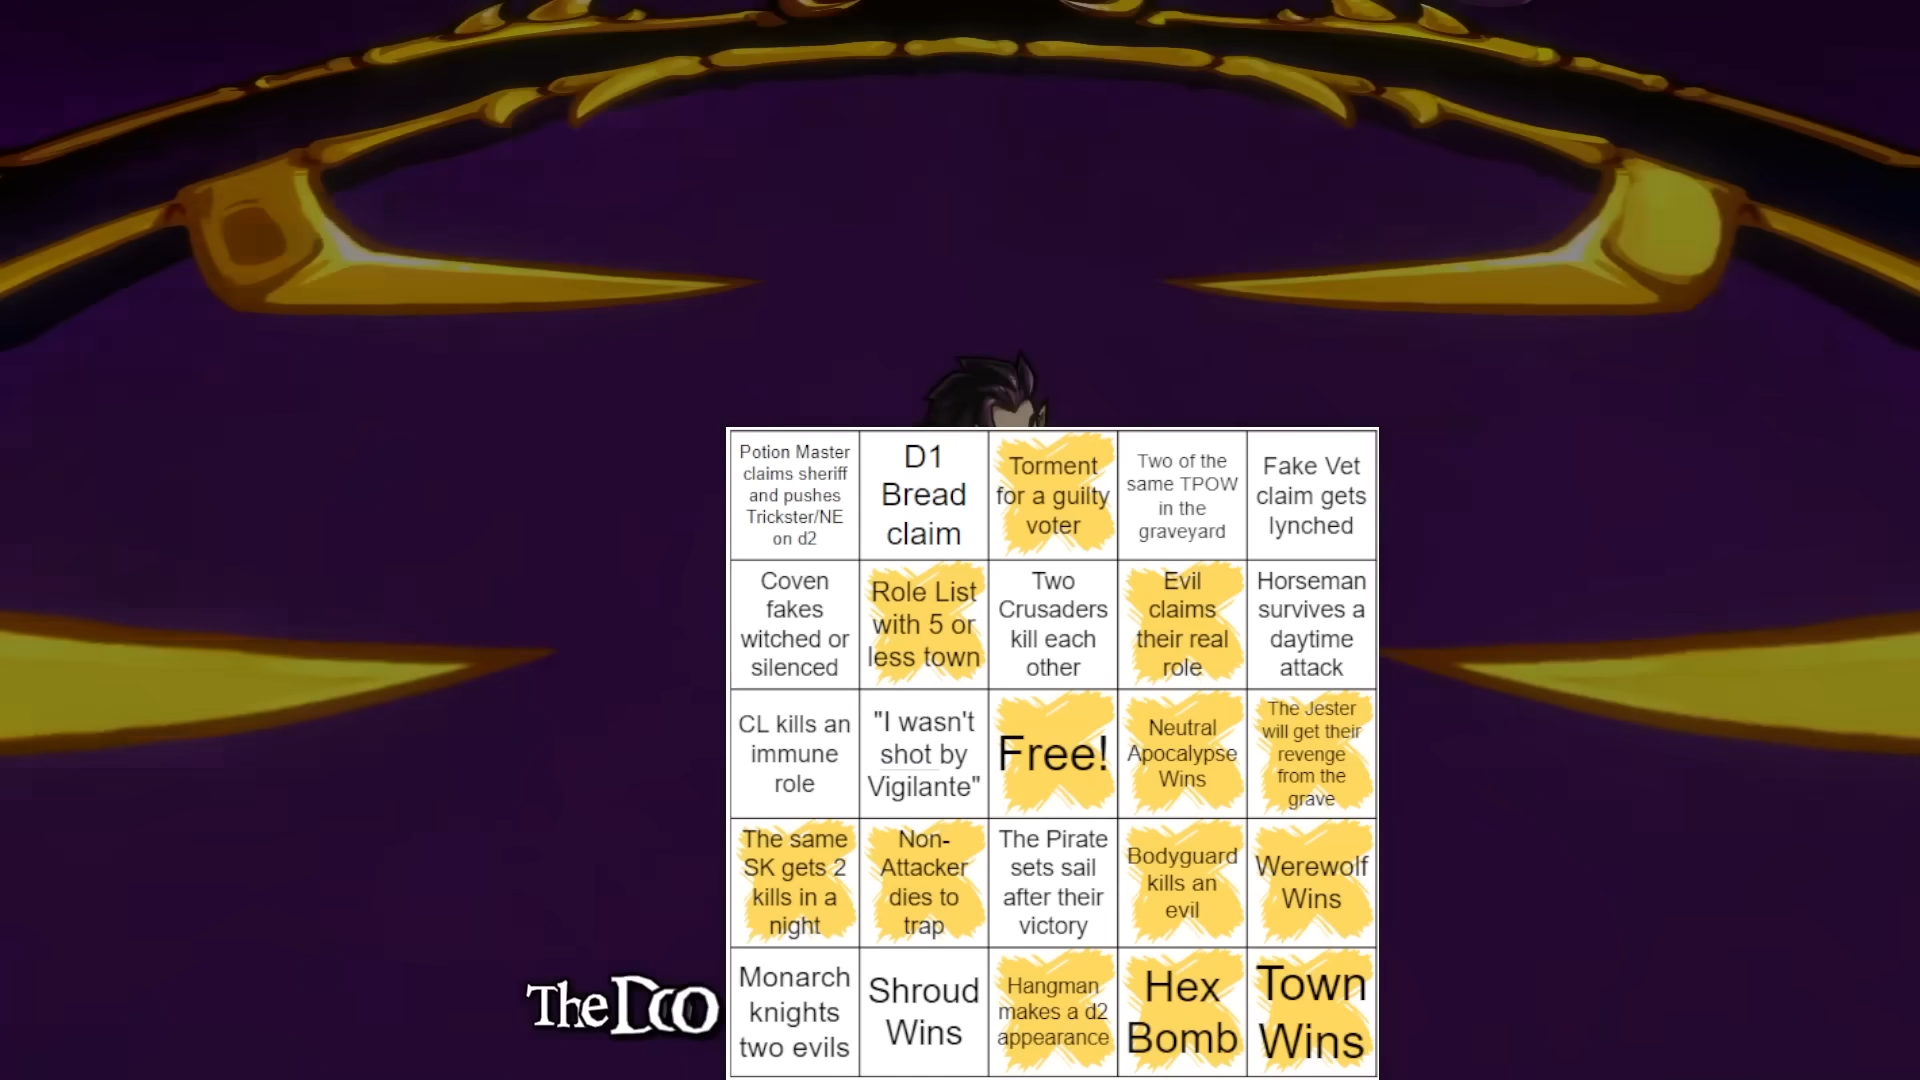 Potion Master
claims sheriff
and pushes
Trickster/NE
on d2
D1
Bread
claim
Torment
for a guilty
voter
Two of the
same TPOW
in the
graveyard
Fake Vet
claim gets
lynched
Coven
fakes
witched or
silenced
Role List
with 5 or
less town
Two
Crusaders
kill each
other
Evil
claims
their real
role
Horseman
survives a
daytime
attack
CL kills an
immune
role
"I wasn't
shot by
Vigilante"
Free!
Neutral
Apocalypse
Wins
The Jester
will get their
revenge
from the
grave
The same
SK gets 2
kills in a
night
Non-
Attacker
dies to
trap
The Pirate
sets sail
after their
victory
Bodyguard
kills an
evil
Werewolf
Wins
Monarch
knights
two evils
Shroud
Wins
Hangman
makes a d2
appearance
Hex
Bomb
Town
Wins